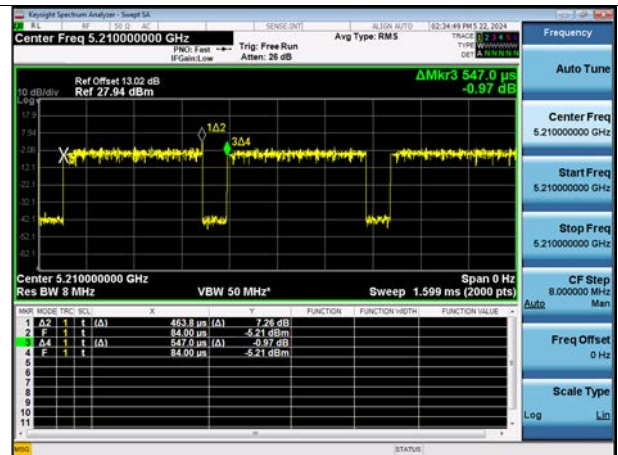 Keysight Spectrum Analyzer - Swept SA
RL RF 50 Ω AC SENSE:INT ALIGN AUTO 02:34:49 PM 5 22, 2024
Center Freq 5.210000000 GHz
PNO: Fast Trig: Free Run Avg Type: RMS TRACE 1 2 3 4 5 6
IFGain:Low Atten: 26 dB TYPE
DET A N N N N N
Ref Offset 13.02 dB ΔMkr3 547.0 µs
10 dB/div Ref 27.94 dBm -0.97 dB
Log
17.9
7.94
-2.06
-12.1
-22.1
-32.1
-42.1
-52.1
-62.1
X
1Δ2
3Δ4
Center 5.210000000 GHz Span 0 Hz
Res BW 8 MHz VBW 50 MHz* Sweep 1.599 ms (2000 pts)
MKR MODE TRC SCL X Y FUNCTION FUNCTION WIDTH FUNCTION VALUE
1 Δ2 1 t (Δ) 463.8 µs (Δ) 7.26 dB
2 F 1 t 84.00 µs -5.21 dBm
3 Δ4 1 t (Δ) 547.0 µs (Δ) -0.97 dB
4 F 1 t 84.00 µs -5.21 dBm
5
6
7
8
9
10
11
MSG STATUS
Frequency
Auto Tune
Center Freq
5.210000000 GHz
Start Freq
5.210000000 GHz
Stop Freq
5.210000000 GHz
CF Step
8.000000 MHz
Auto Man
Freq Offset
0 Hz
Scale Type
Log Lin